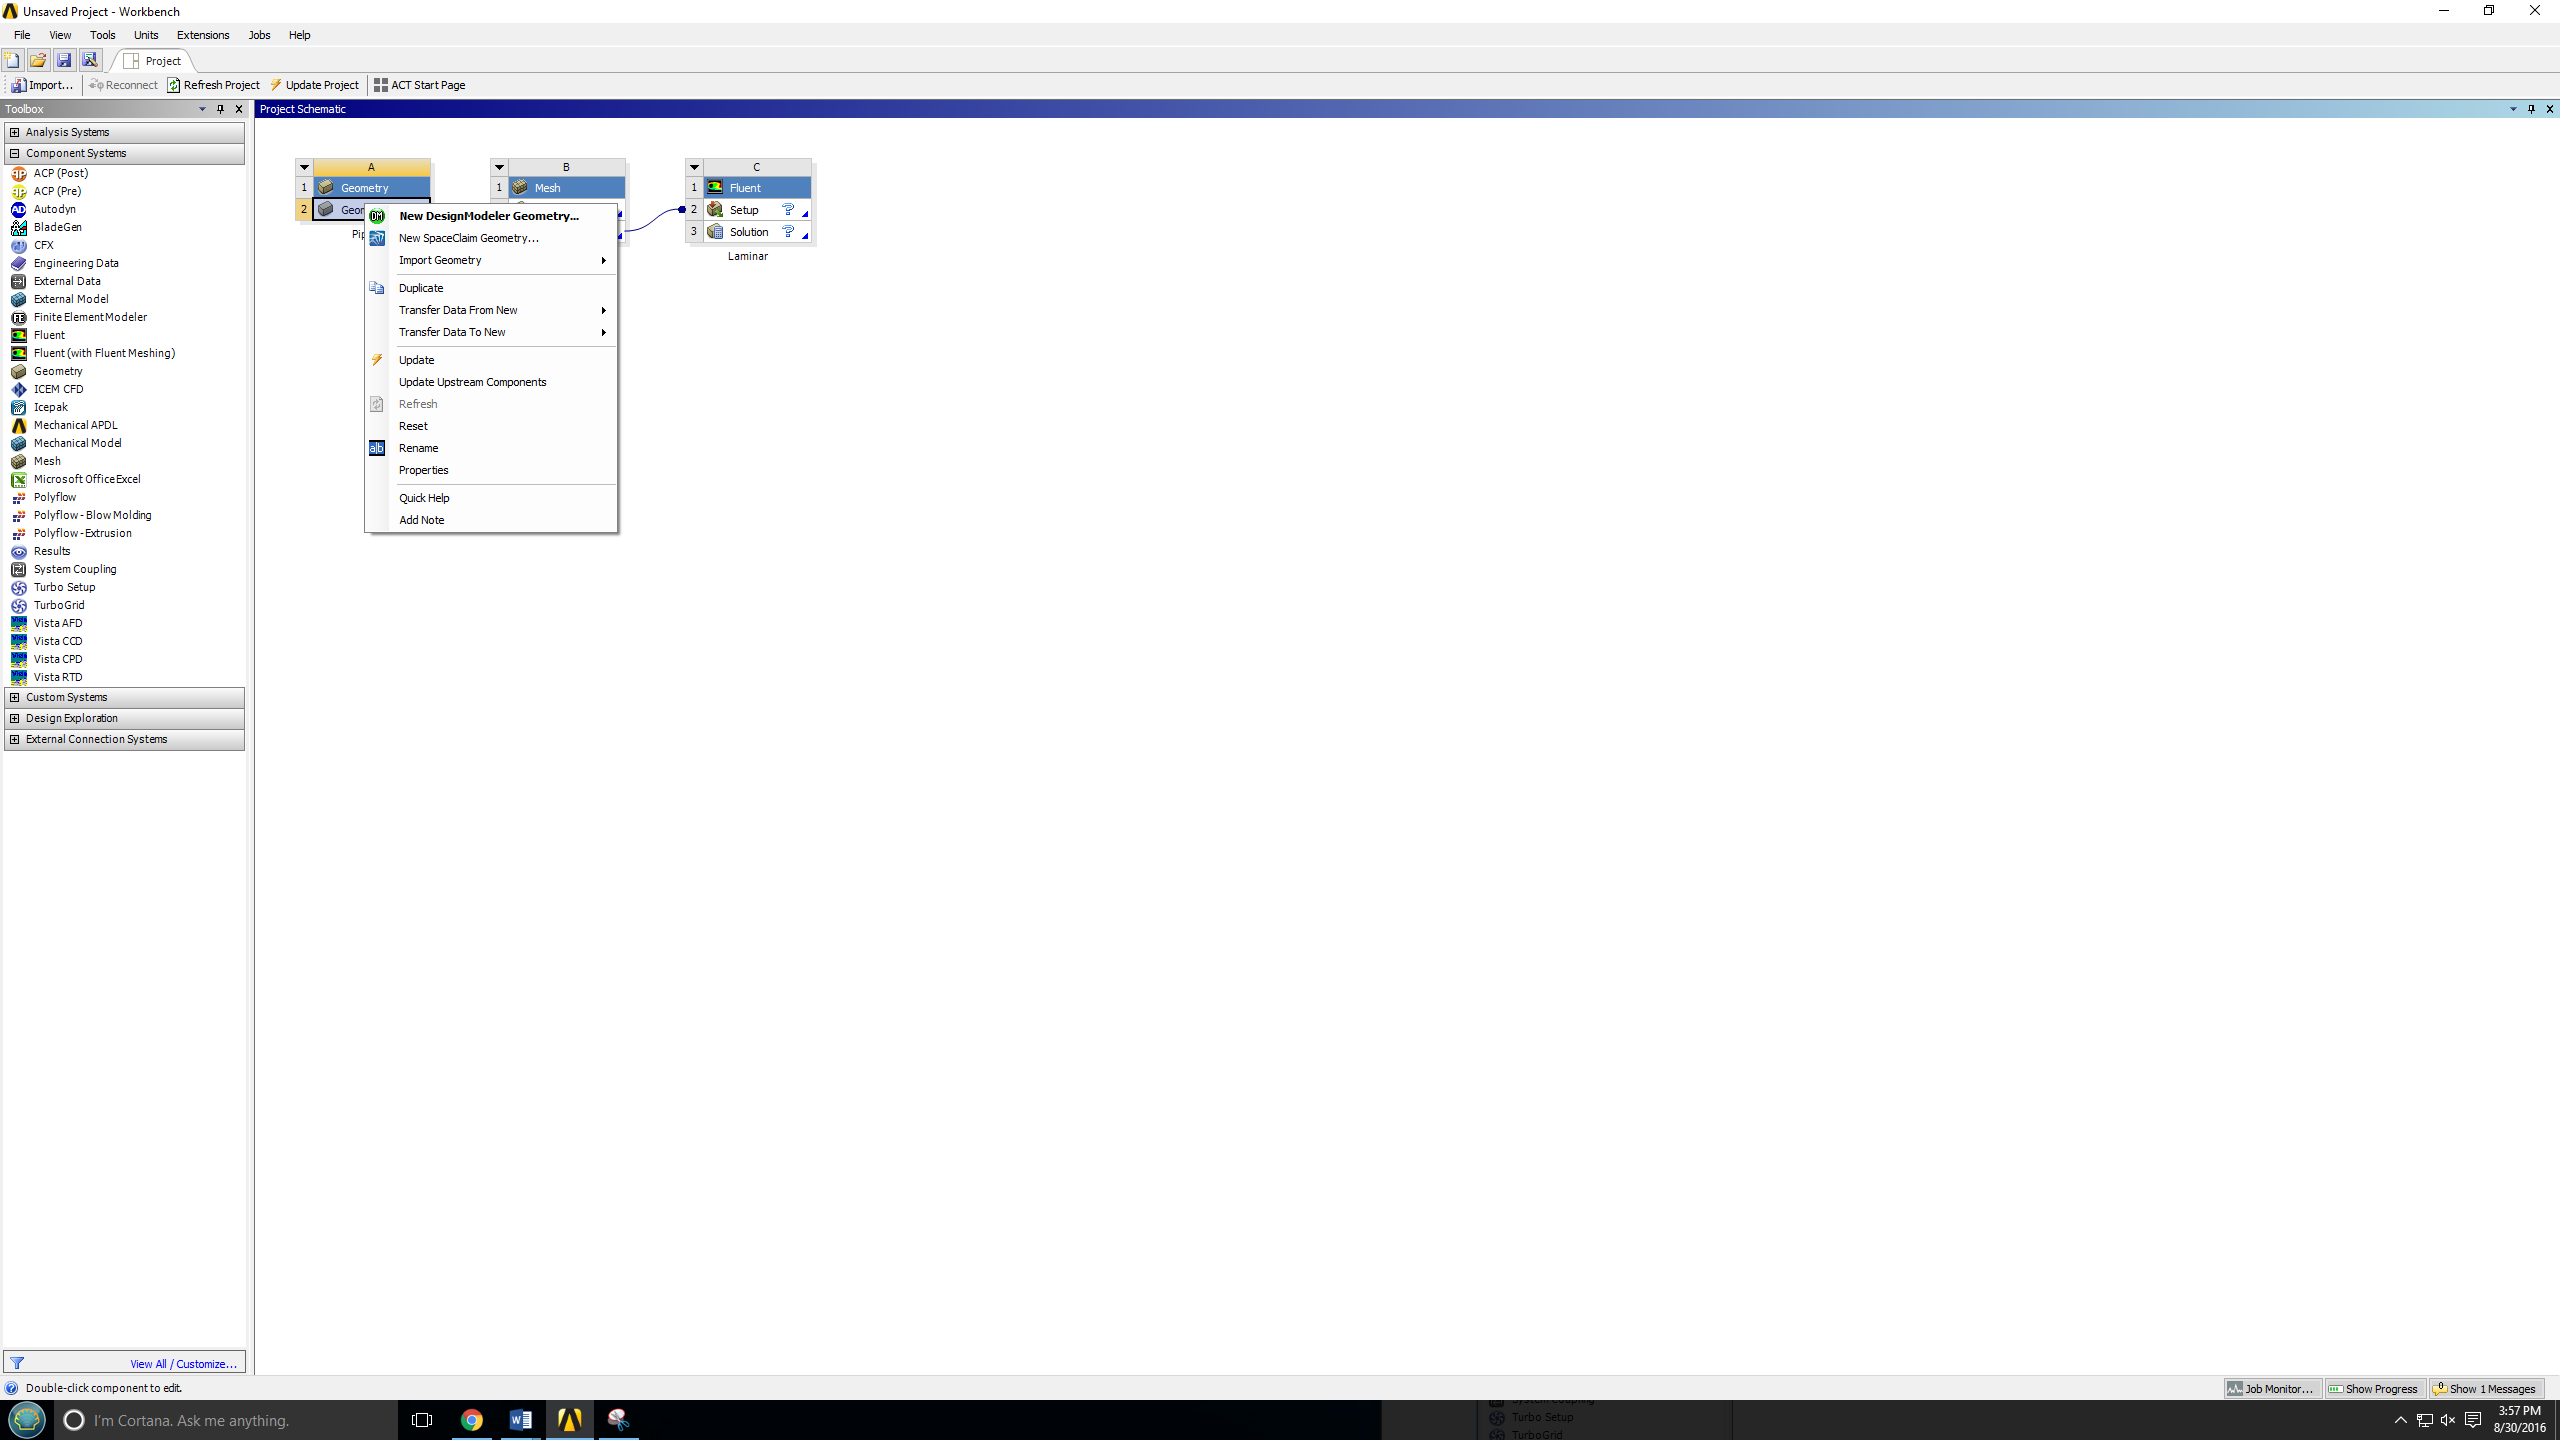 Unsaved Project - Workbench
File View Tools Units Extensions Jobs Help
Project
Import... Reconnect Refresh Project Update Project ACT Start Page
Toolbox
Analysis Systems
Component Systems
ACP (Post)
ACP (Pre)
Autodyn
BladeGen
CFX
Engineering Data
External Data
External Model
Finite Element Modeler
Fluent
Fluent (with Fluent Meshing)
Geometry
ICEM CFD
Icepak
Mechanical APDL
Mechanical Model
Mesh
Microsoft Office Excel
Polyflow
Polyflow - Blow Molding
Polyflow - Extrusion
Results
System Coupling
Turbo Setup
TurboGrid
Vista AFD
Vista CCD
Vista CPD
Vista RTD
Custom Systems
Design Exploration
External Connection Systems
View All / Customize...
Project Schematic
A
1 Geometry
2
B
1 Mesh
C
1 Fluent
2 Setup ?
3 Solution ?
Laminar
New DesignModeler Geometry...
New SpaceClaim Geometry...
Import Geometry
Duplicate
Transfer Data From New
Transfer Data To New
Update
Update Upstream Components
Refresh
Reset
a|b Rename
Properties
Quick Help
Add Note
Double-click component to edit.
Job Monitor... Show Progress Show 1 Messages
I'm Cortana. Ask me anything.
Turbo Setup
TurboGrid
3:57 PM
8/30/2016